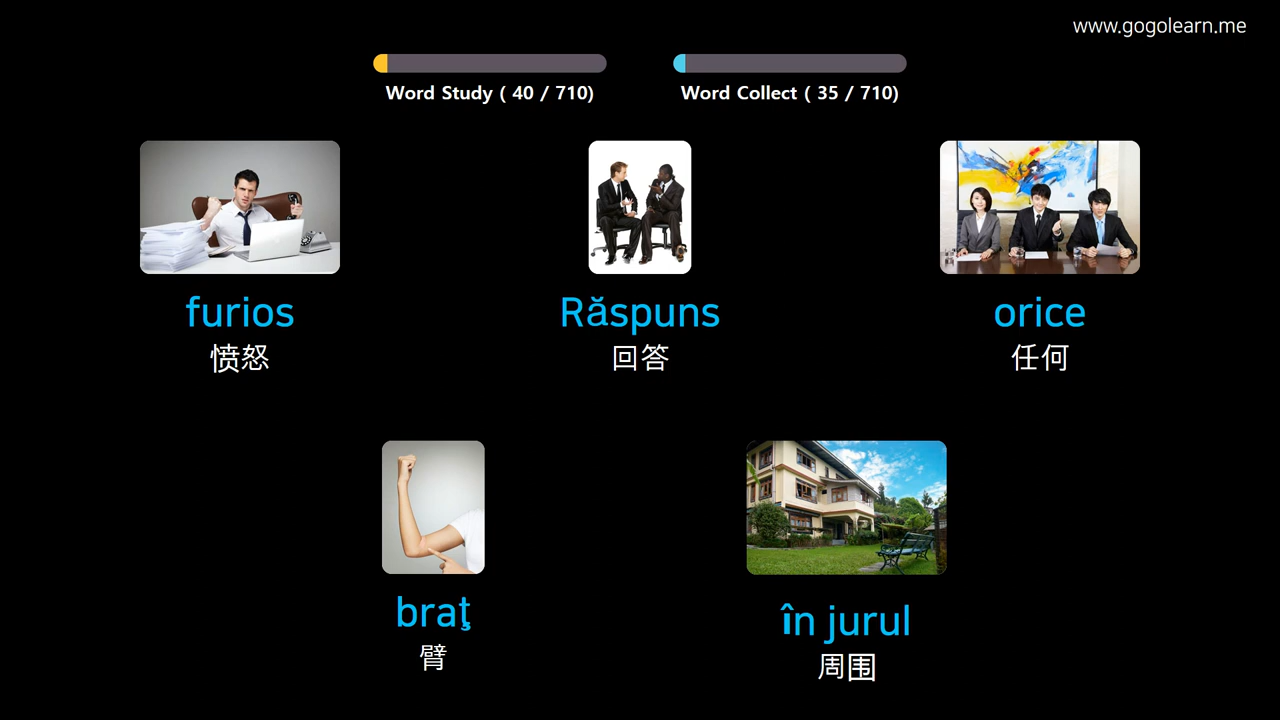 www.gogolearn.me
Word Study ( 40 / 710)
Word Collect ( 35 / 710)
furios
愤怒
Răspuns
回答
orice
任何
braţ
臂
în jurul
周围